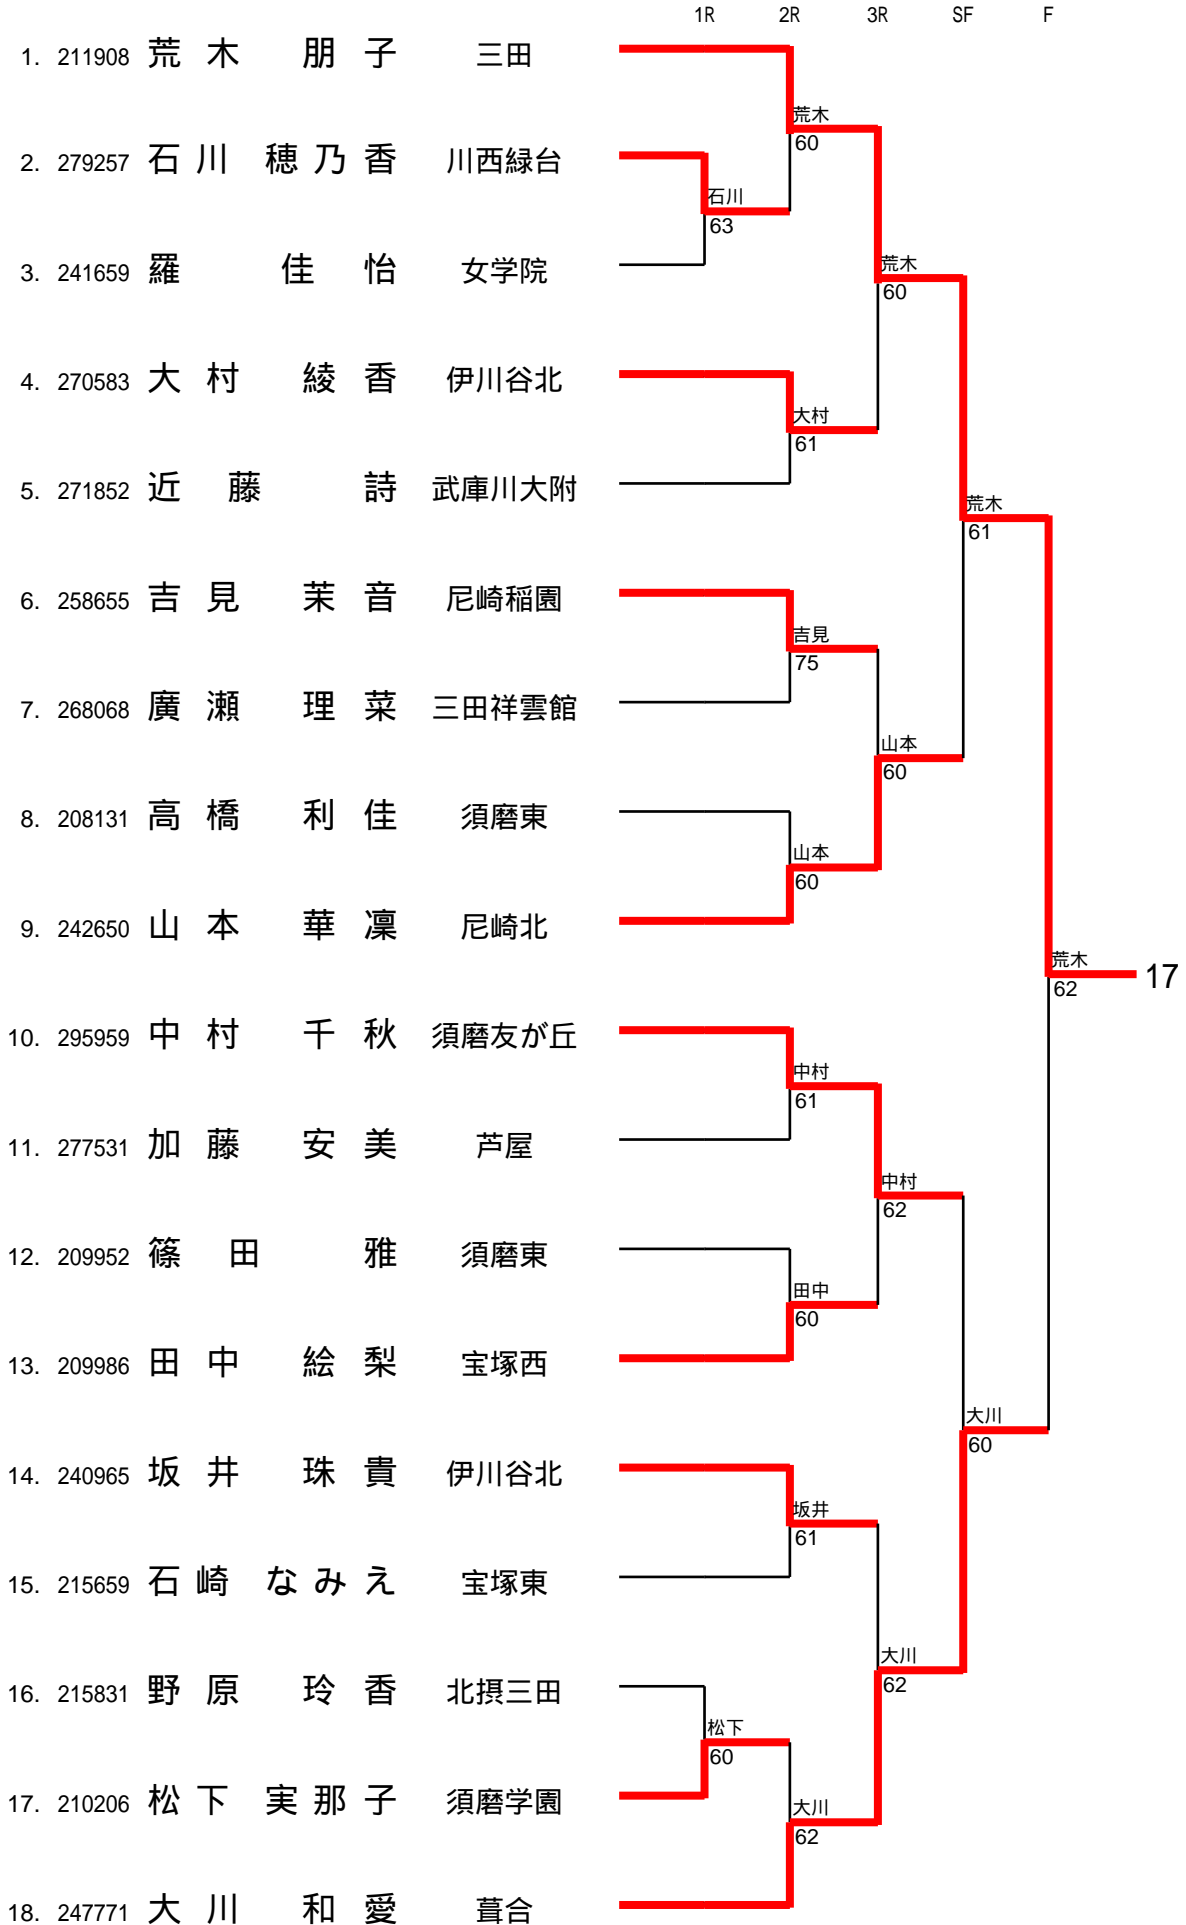 1R 2R 3R SF F
1. 211908 荒木 朋子 三田
荒木
60
2. 279257 石川 穂乃香 川西緑台
石川
63
3. 241659 羅 佳怡 女学院
荒木
60
4. 270583 大村 綾香 伊川谷北
大村
61
5. 271852 近藤 詩 武庫川大附
荒木
61
6. 258655 吉見 茉音 尼崎稲園
吉見
75
7. 268068 廣瀬 理菜 三田祥雲館
山本
60
8. 208131 高橋 利佳 須磨東
山本
60
9. 242650 山本 華凜 尼崎北
荒木
62
17
10. 295959 中村 千秋 須磨友が丘
中村
61
11. 277531 加藤 安美 芦屋
中村
62
12. 209952 篠田 雅 須磨東
田中
60
13. 209986 田中 絵梨 宝塚西
大川
60
14. 240965 坂井 珠貴 伊川谷北
坂井
61
15. 215659 石崎 なみえ 宝塚東
大川
62
16. 215831 野原 玲香 北摂三田
松下
60
17. 210206 松下 実那子 須磨学園
大川
62
18. 247771 大川 和愛 葺合